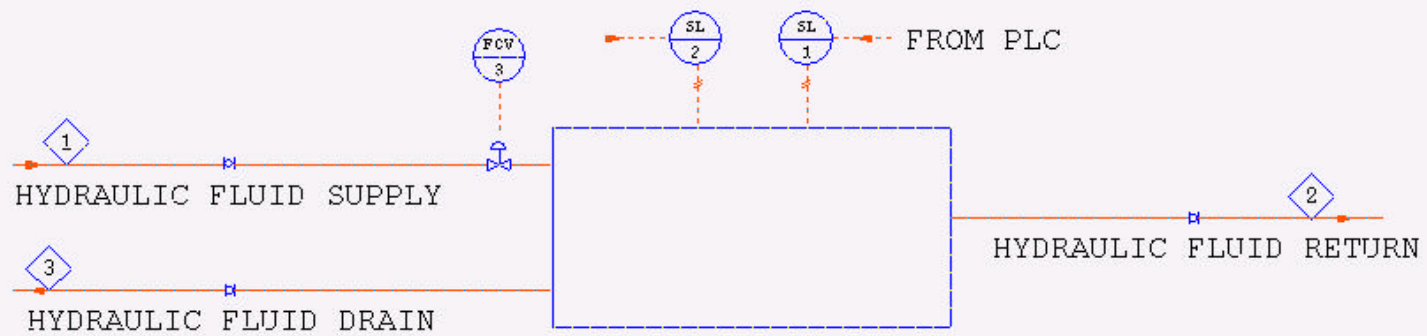 SL
2
SL
1
FROM PLC
FCV
3
1
HYDRAULIC FLUID SUPPLY
2
HYDRAULIC FLUID RETURN
3
HYDRAULIC FLUID DRAIN